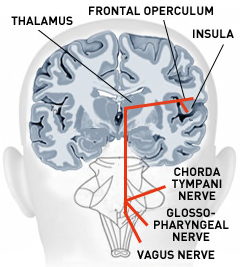 FRONTAL OPERCULUM
THALAMUS
INSULA
CHORDA
TYMPANI
NERVE
GLOSSO-
PHARYNGEAL
NERVE
VAGUS NERVE